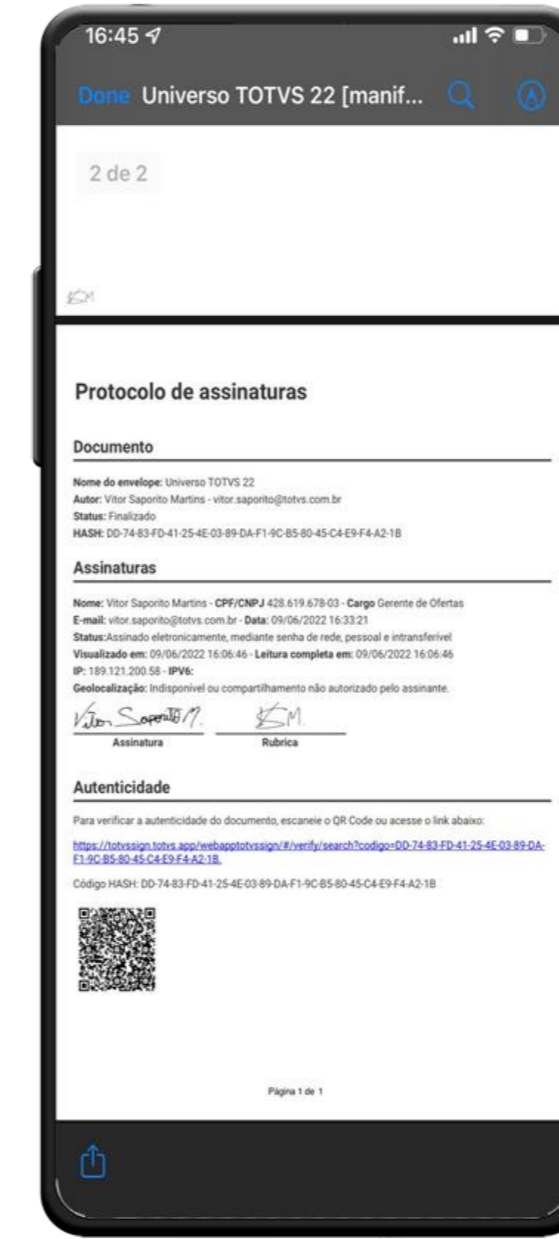 16:45
Done Universo TOTVS 22 [manif...
2 de 2
Protocolo de assinaturas
Documento
Nome do envelope: Universo TOTVS 22
Autor: Vitor Saporito Martins - vitor.saporito@totvs.com.br
Status: Finalizado
HASH: DD-74-83-FD-41-25-4E-03-89-DA-F1-9C-B5-80-45-C4-E9-F4-A2-1B
Assinaturas
Nome: Vitor Saporito Martins - CPF/CNPJ 428.619.678-03 - Cargo Gerente de Ofertas
E-mail: vitor.saporito@totvs.com.br - Data: 09/06/2022 16:33:21
Status:Assinado eletronicamente, mediante senha de rede, pessoal e intransferível
Visualizado em: 09/06/2022 16:06:46 - Leitura completa em: 09/06/2022 16:06:46
IP: 189.121.200.58 - IPV6:
Geolocalização: Indisponível ou compartilhamento não autorizado pelo assinante.
Vitor Saporito M.
Assinatura Rubrica
Autenticidade
Para verificar a autenticidade do documento, escaneie o QR Code ou acesse o link abaixo:
https://totvssign.totvs.app/webapptotvssign/#/verify/search?codigo=DD-74-83-FD-41-25-4E-03-89-DA-
F1-9C-B5-80-45-C4-E9-F4-A2-1B.
Código HASH: DD-74-83-FD-41-25-4E-03-89-DA-F1-9C-B5-80-45-C4-E9-F4-A2-1B
Página 1 de 1